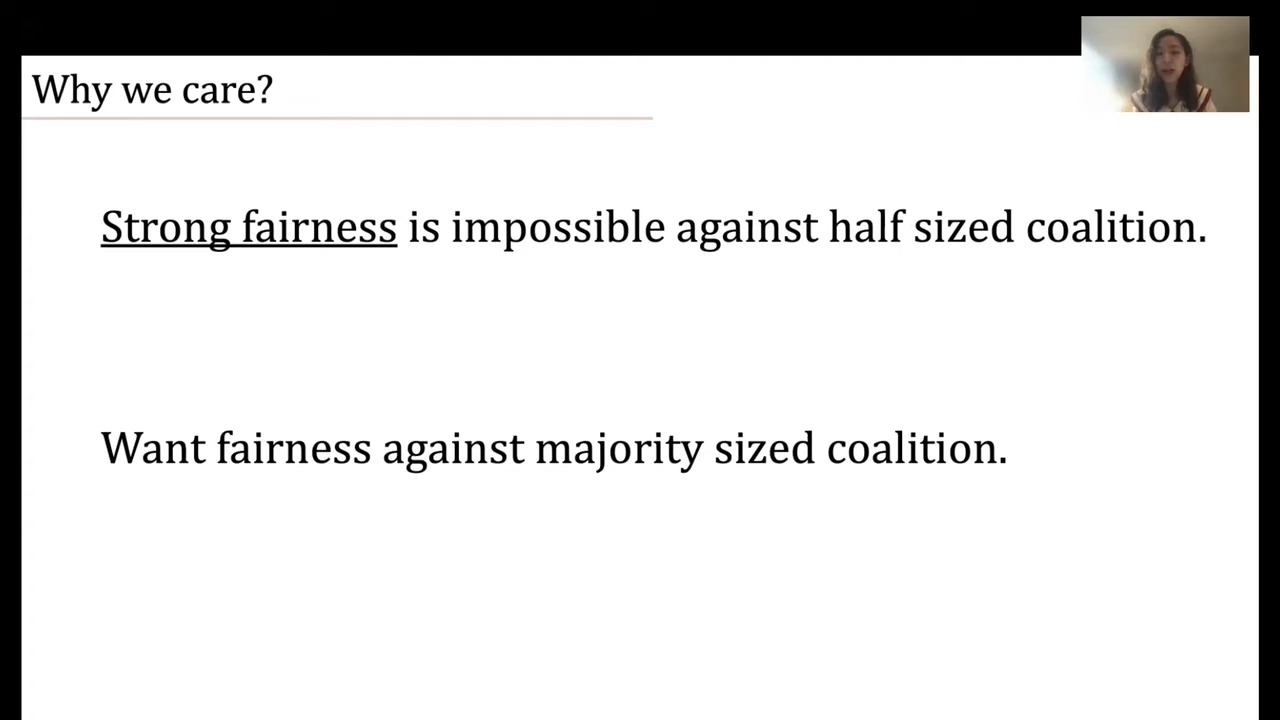 Why we care?
Strong fairness is impossible against half sized coalition.
Want fairness against majority sized coalition.